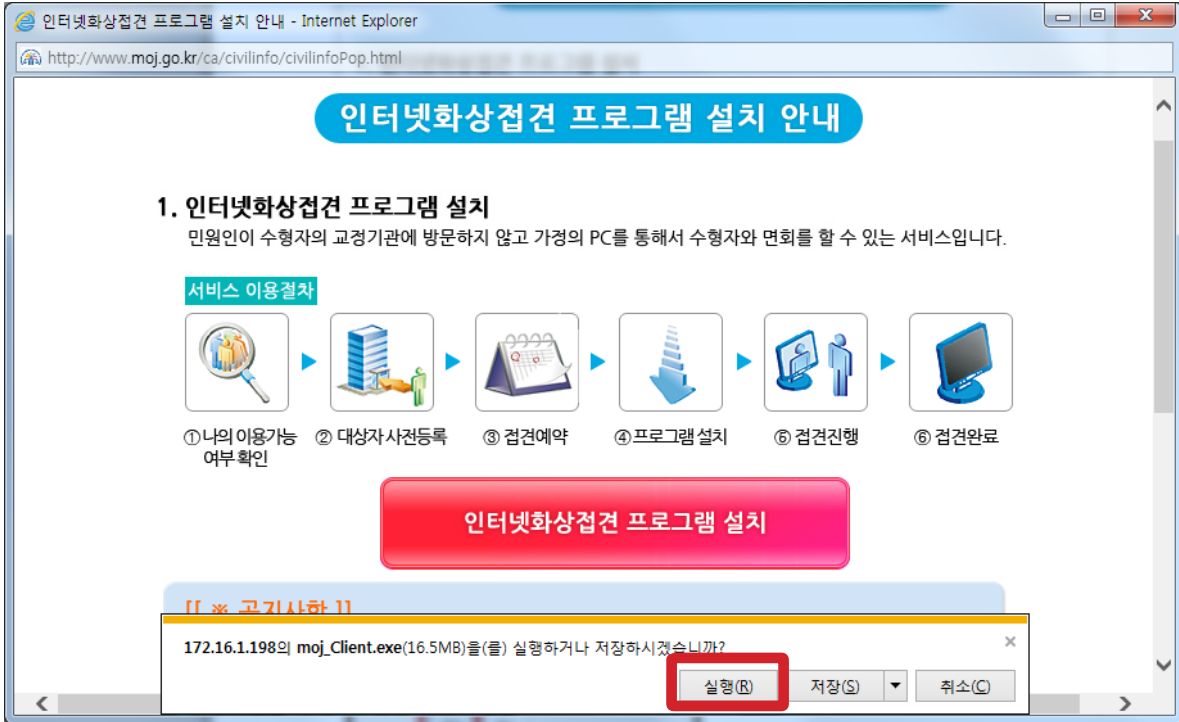 인터넷화상접견 프로그램 설치 안내 - Internet Explorer
http://www.moj.go.kr/ca/civilinfo/civilinfoPop.html
인터넷화상접견 프로그램 설치 안내
1. 인터넷화상접견 프로그램 설치
민원인이 수형자의 교정기관에 방문하지 않고 가정의 PC를 통해서 수형자와 면회를 할 수 있는 서비스입니다.
서비스 이용절차
① 나의 이용가능 여부 확인
② 대상자 사전등록
③ 접견예약
④ 프로그램 설치
⑤ 접견진행
⑥ 접견완료
인터넷화상접견 프로그램 설치
[[ ※ 공지사항 ]]
172.16.1.198의 moj_Client.exe(16.5MB)을(를) 실행하거나 저장하시겠습니까?
실행(R) 저장(S) 취소(C)